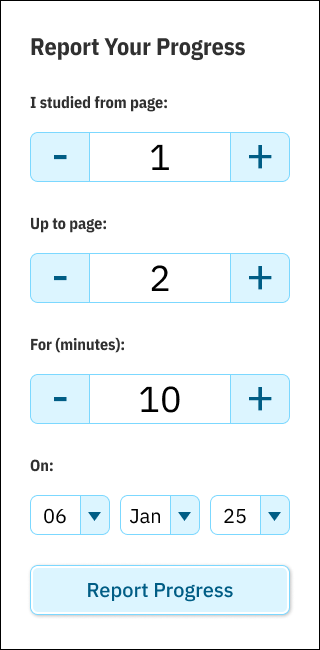 Report Your Progress
I studied from page:
- 1 +
Up to page:
- 2 +
For (minutes):
- 10 +
On:
06 Jan 25
Report Progress